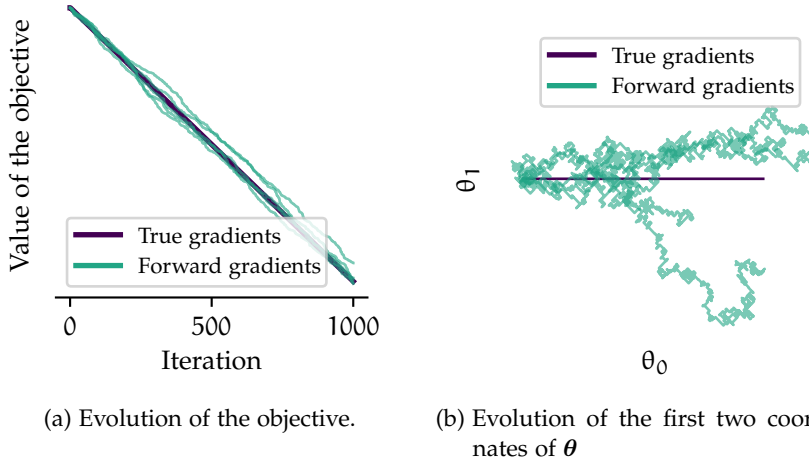 Value of the objective
True gradients
Forward gradients
0
500
1000
Iteration
(a) Evolution of the objective.
True gradients
Forward gradients
θ₁
θ₀
(b) Evolution of the first two coor
nates of θ